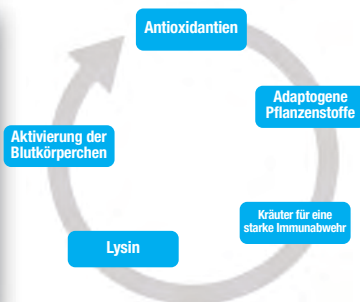 Antioxidantien
Adaptogene
Pflanzenstoffe
Kräuter für eine
starke Immunabwehr
Lysin
Aktivierung der
Blutkörperchen